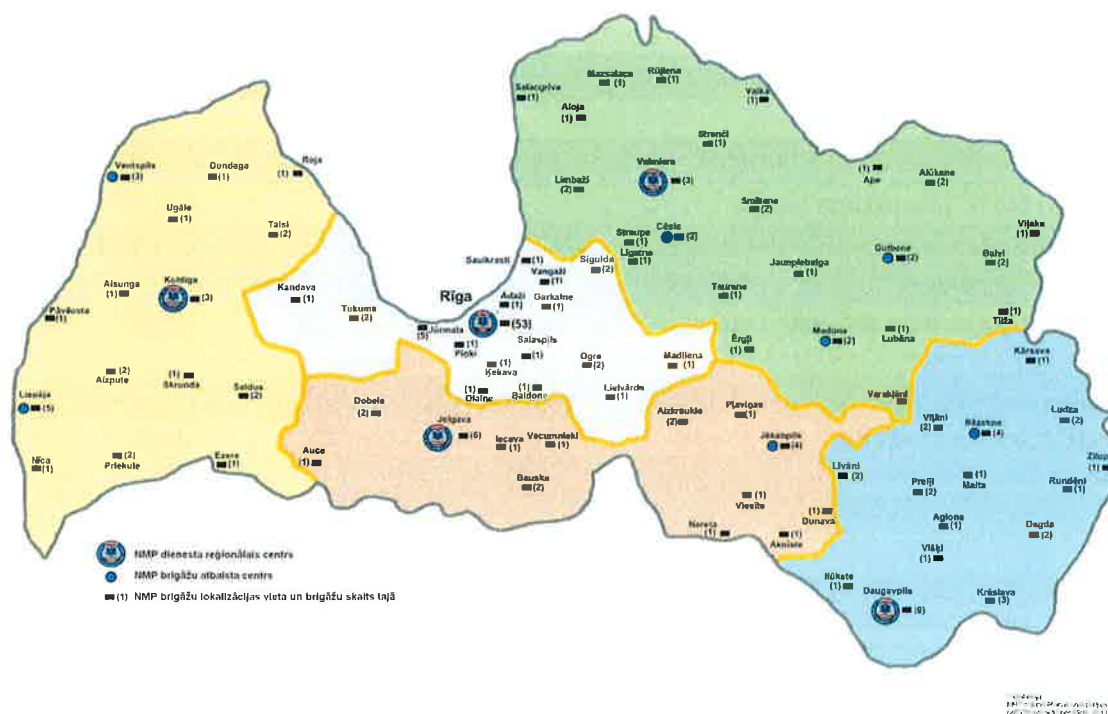 Mazsalaca
(1)
Rūjiena
(1)
Salacgrīva
(1)
Valka
(1)
Aloja
(1)
Strenči
(1)
Ventspils
(3)
Dundaga
(1)
Roja
(1)
Valmiera
(3)
Limbaži
(2)
(1)
Ape
Alūksne
(2)
Ugāle
(1)
Smiltene
(2)
Talsi
(2)
Straupe
(1)
Līgatne
(1)
Cēsis
(3)
Viļaka
(1)
Saulkrasti
(1)
Sigulda
(2)
Vangaži
(1)
Jaunpiebalga
(1)
Gulbene
(2)
Balvi
(2)
Kuldīga
(3)
Alsunga
(1)
Kandava
(1)
Rīga
(53)
Ādaži
(1)
Garkalne
(1)
Taurene
(1)
Pāvilosta
(1)
Tukums
(2)
Jūrmala
(5)
Piņķi
(1)
Salaspils
(1)
Ērgļi
(1)
Madona
(2)
Lubāna
(1)
Tilža
(1)
Aizpute
(2)
Skrunda
(1)
Saldus
(2)
Ķekava
(1)
Ogre
(2)
Madliena
(1)
Kārsava
(1)
Liepāja
(5)
Olaine
(1)
Baldone
(1)
Lielvārde
(1)
Varakļāni
Dobele
(2)
Jelgava
(6)
Aizkraukle
(2)
Pļaviņas
(1)
Viļāni
(2)
Rēzekne
(4)
Ludza
(2)
Nīca
(1)
Priekule
(2)
Ezere
(1)
Auce
(1)
Iecava
(1)
Vecumnieki
(1)
Jēkabpils
(4)
Līvāni
(2)
Malta
(1)
Zilupe
(1)
Bauska
(2)
Viesīte
(1)
Preiļi
(2)
Rundēni
(1)
Dunava
(1)
Aglona
(1)
Dagda
(2)
Nereta
(1)
Aknīste
(1)
Višķi
(1)
Ilūkste
(1)
Daugavpils
(9)
Krāslava
(3)
NMP dienesta reģionālais centrs
NMP brigāžu atbalsta centrs
(1) NMP brigāžu lokalizācijas vieta un brigāžu skaits tajā